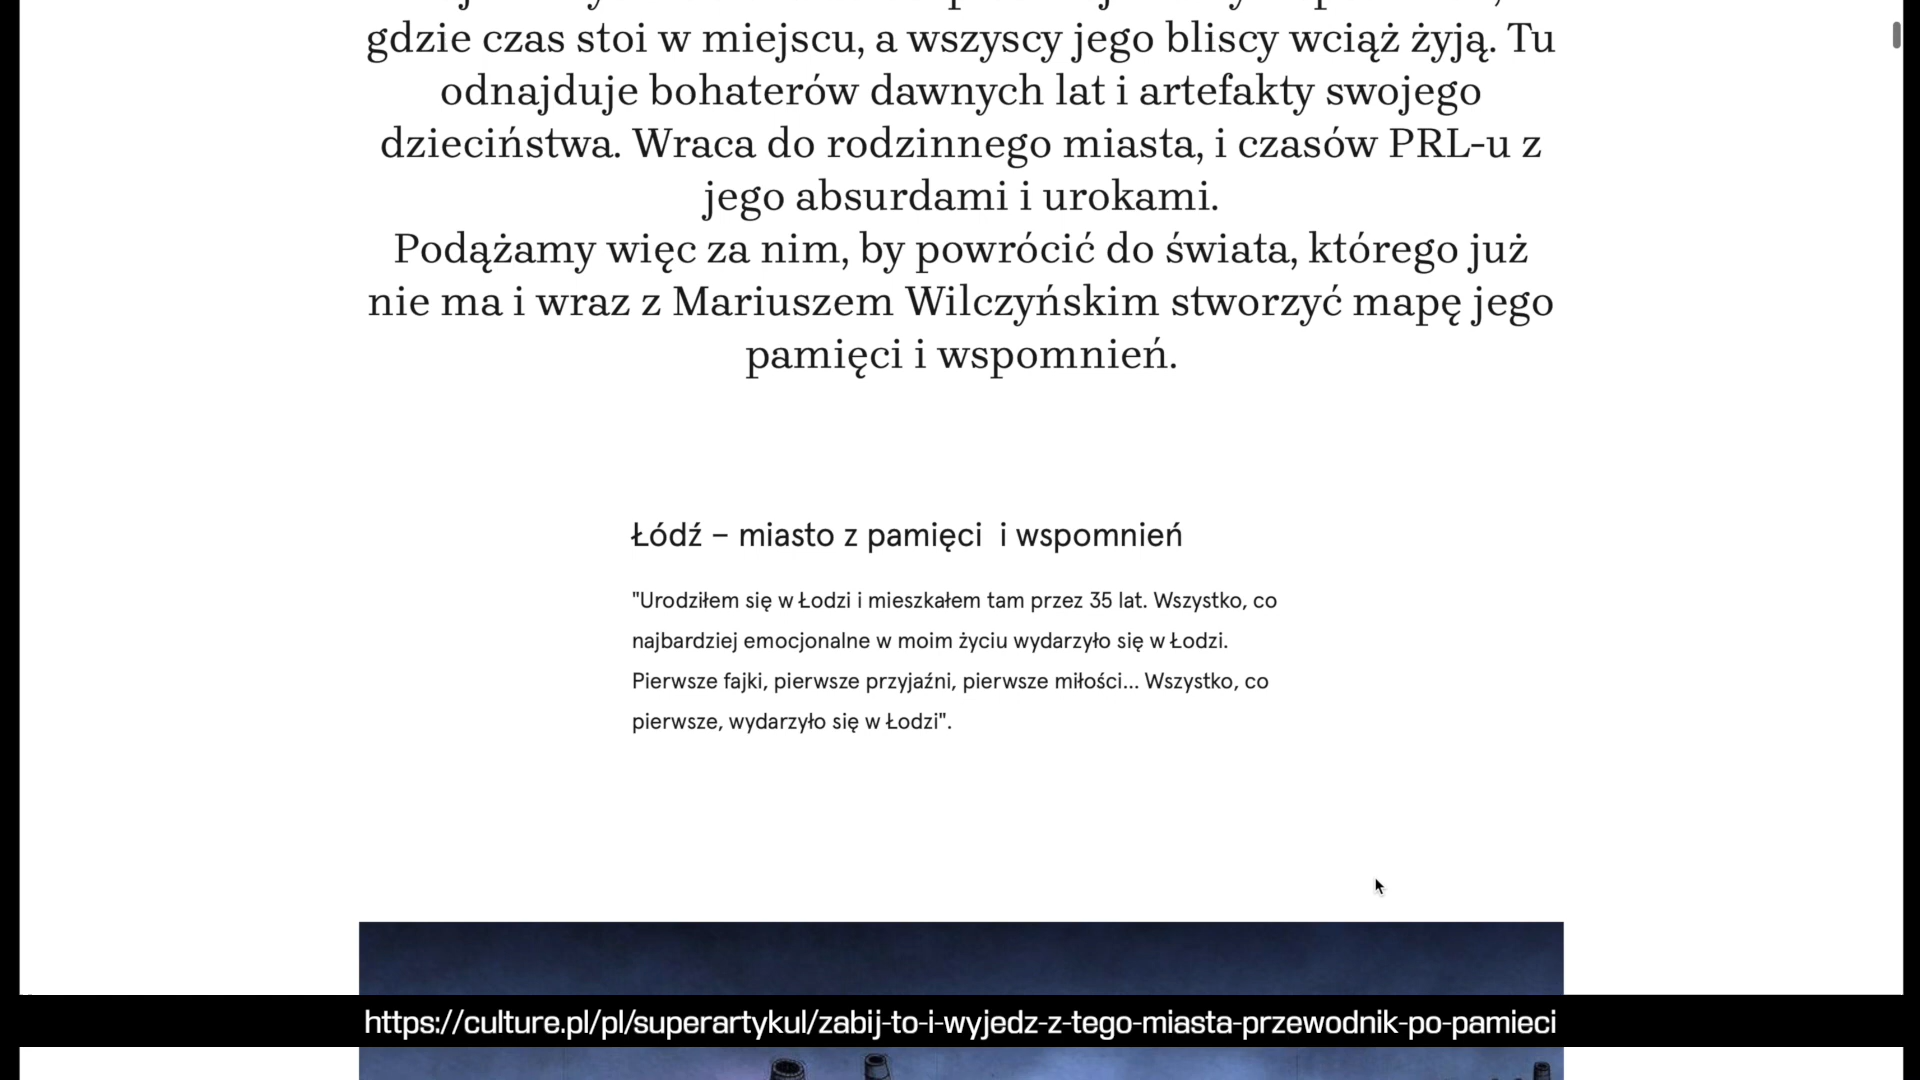 gdzie czas stoi w miejscu, a wszyscy jego bliscy wciąż żyją. Tu
odnajduje bohaterów dawnych lat i artefakty swojego
dzieciństwa. Wraca do rodzinnego miasta, i czasów PRL-u z
jego absurdami i urokami.
Podążamy więc za nim, by powrócić do świata, którego już
nie ma i wraz z Mariuszem Wilczyńskim stworzyć mapę jego
pamięci i wspomnień.
Łódź – miasto z pamięci i wspomnień
"Urodziłem się w Łodzi i mieszkałem tam przez 35 lat. Wszystko, co
najbardziej emocjonalne w moim życiu wydarzyło się w Łodzi.
Pierwsze fajki, pierwsze przyjaźni, pierwsze miłości... Wszystko, co
pierwsze, wydarzyło się w Łodzi".
https://culture.pl/pl/superartykul/zabij-to-i-wyjedz-z-tego-miasta-przewodnik-po-pamieci